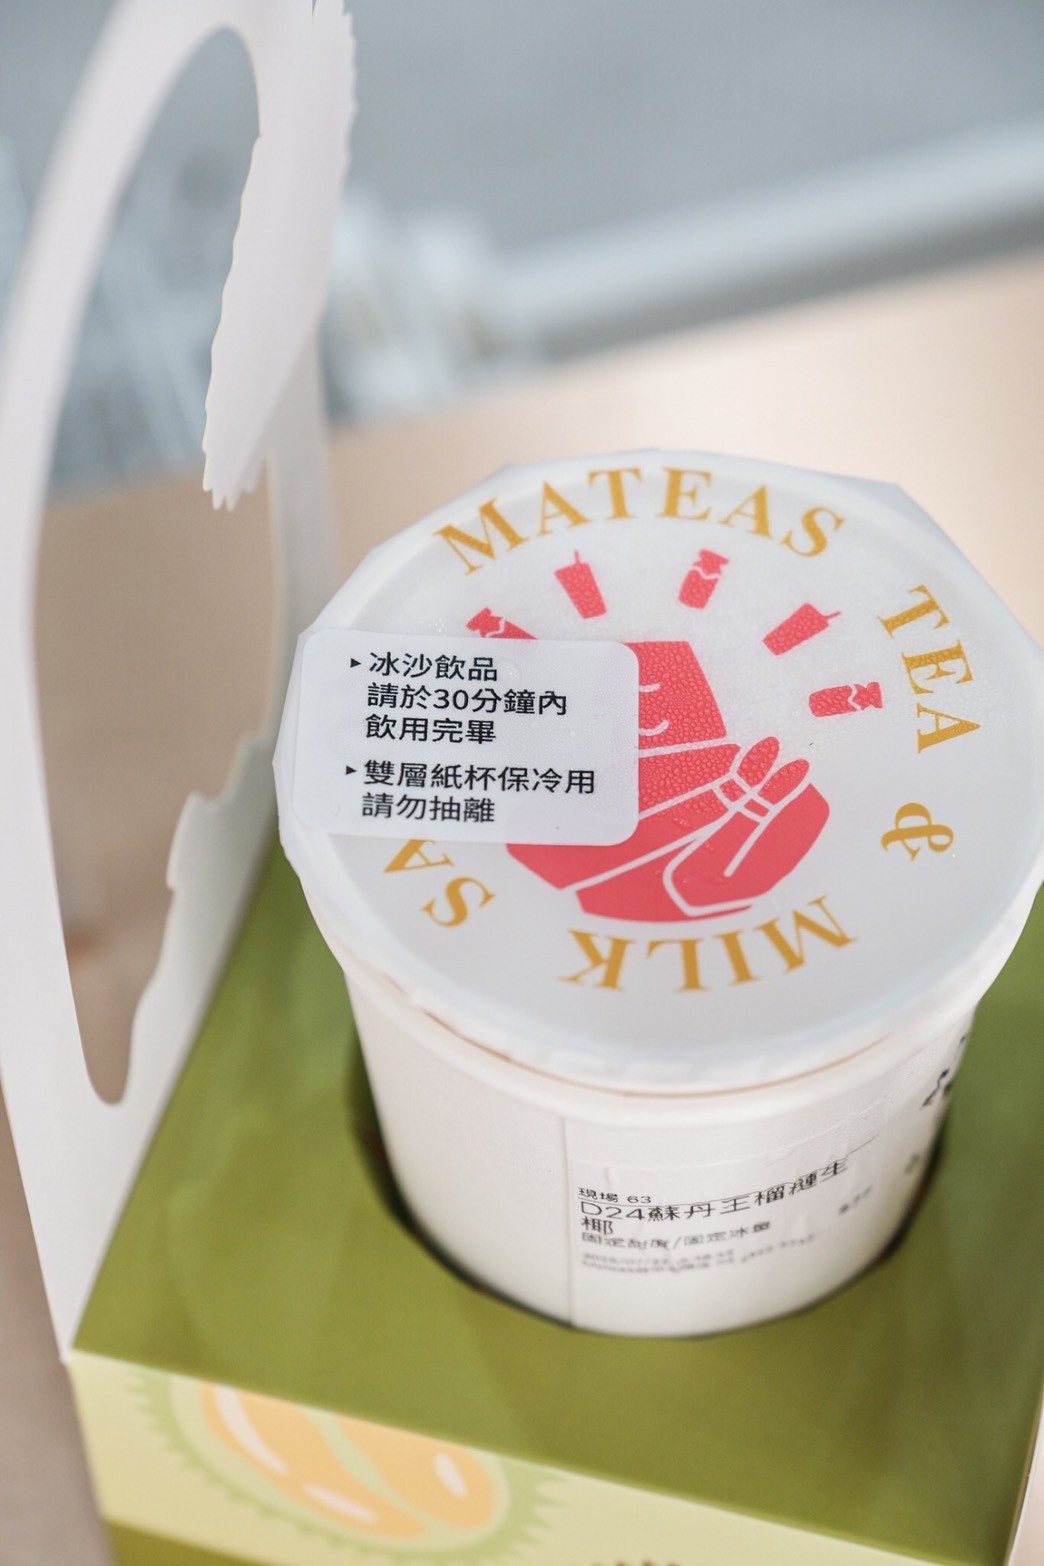 MATEAS TEA & MILK
SA
▸冰沙飲品
請於30分鐘內
飲用完畢
▸雙層紙杯保冷用
請勿抽離
現場 63
D24蘇丹王榴槤生
椰
固定甜度/固定冰量